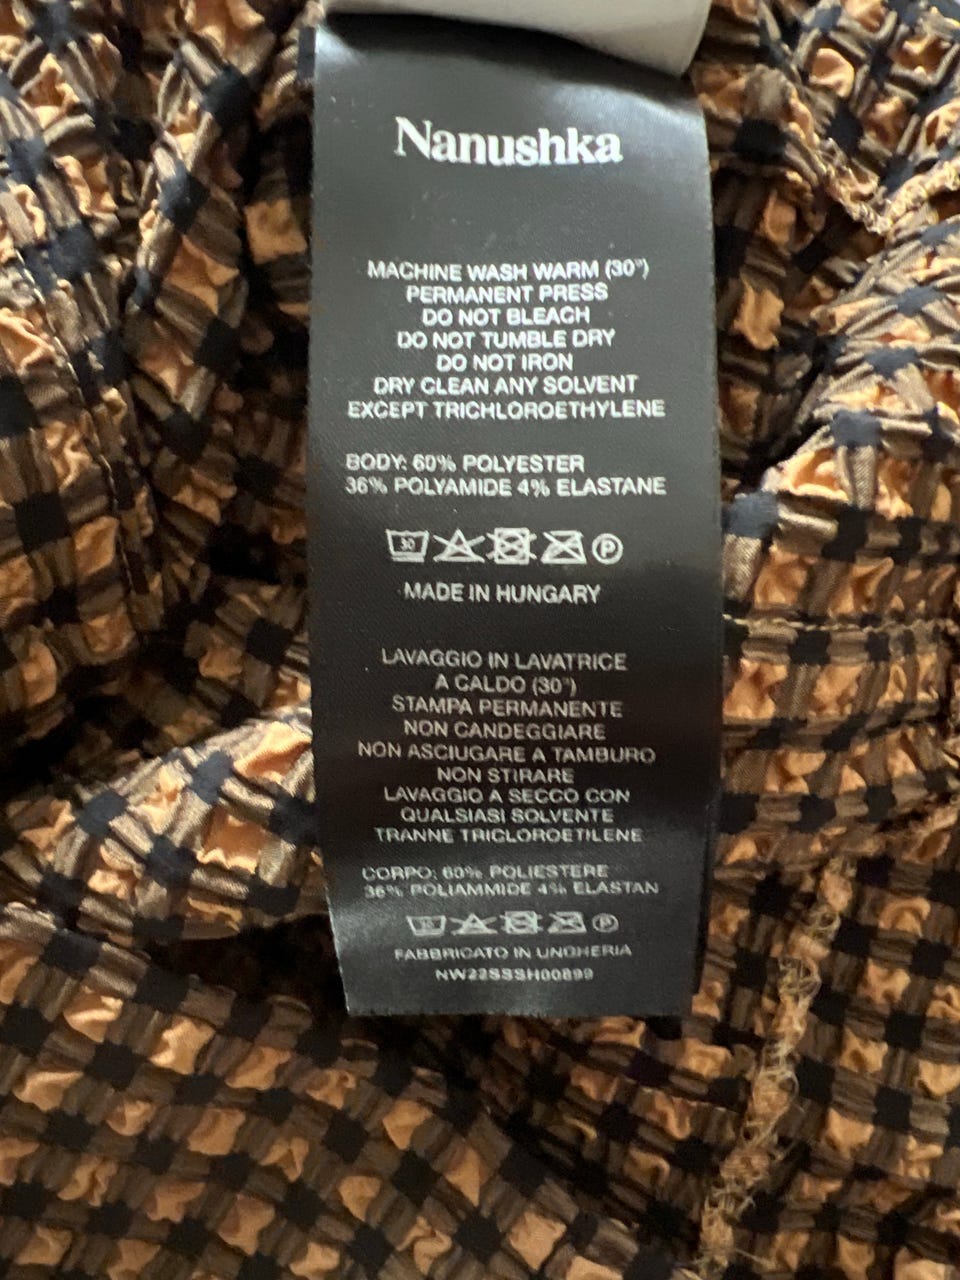 Nanushka
MACHINE WASH WARM (30°)
PERMANENT PRESS
DO NOT BLEACH
DO NOT TUMBLE DRY
DO NOT IRON
DRY CLEAN ANY SOLVENT
EXCEPT TRICHLOROETHYLENE
BODY: 60% POLYESTER
36% POLYAMIDE 4% ELASTANE
30 P
MADE IN HUNGARY
LAVAGGIO IN LAVATRICE
A CALDO (30°)
STAMPA PERMANENTE
NON CANDEGGIARE
NON ASCIUGARE A TAMBURO
NON STIRARE
LAVAGGIO A SECCO CON
QUALSIASI SOLVENTE
TRANNE TRICLOROETILENE
CORPO: 60% POLIESTERE
36% POLIAMMIDE 4% ELASTAN
30 P
FABBRICATO IN UNGHERIA
NW22SSSH00899